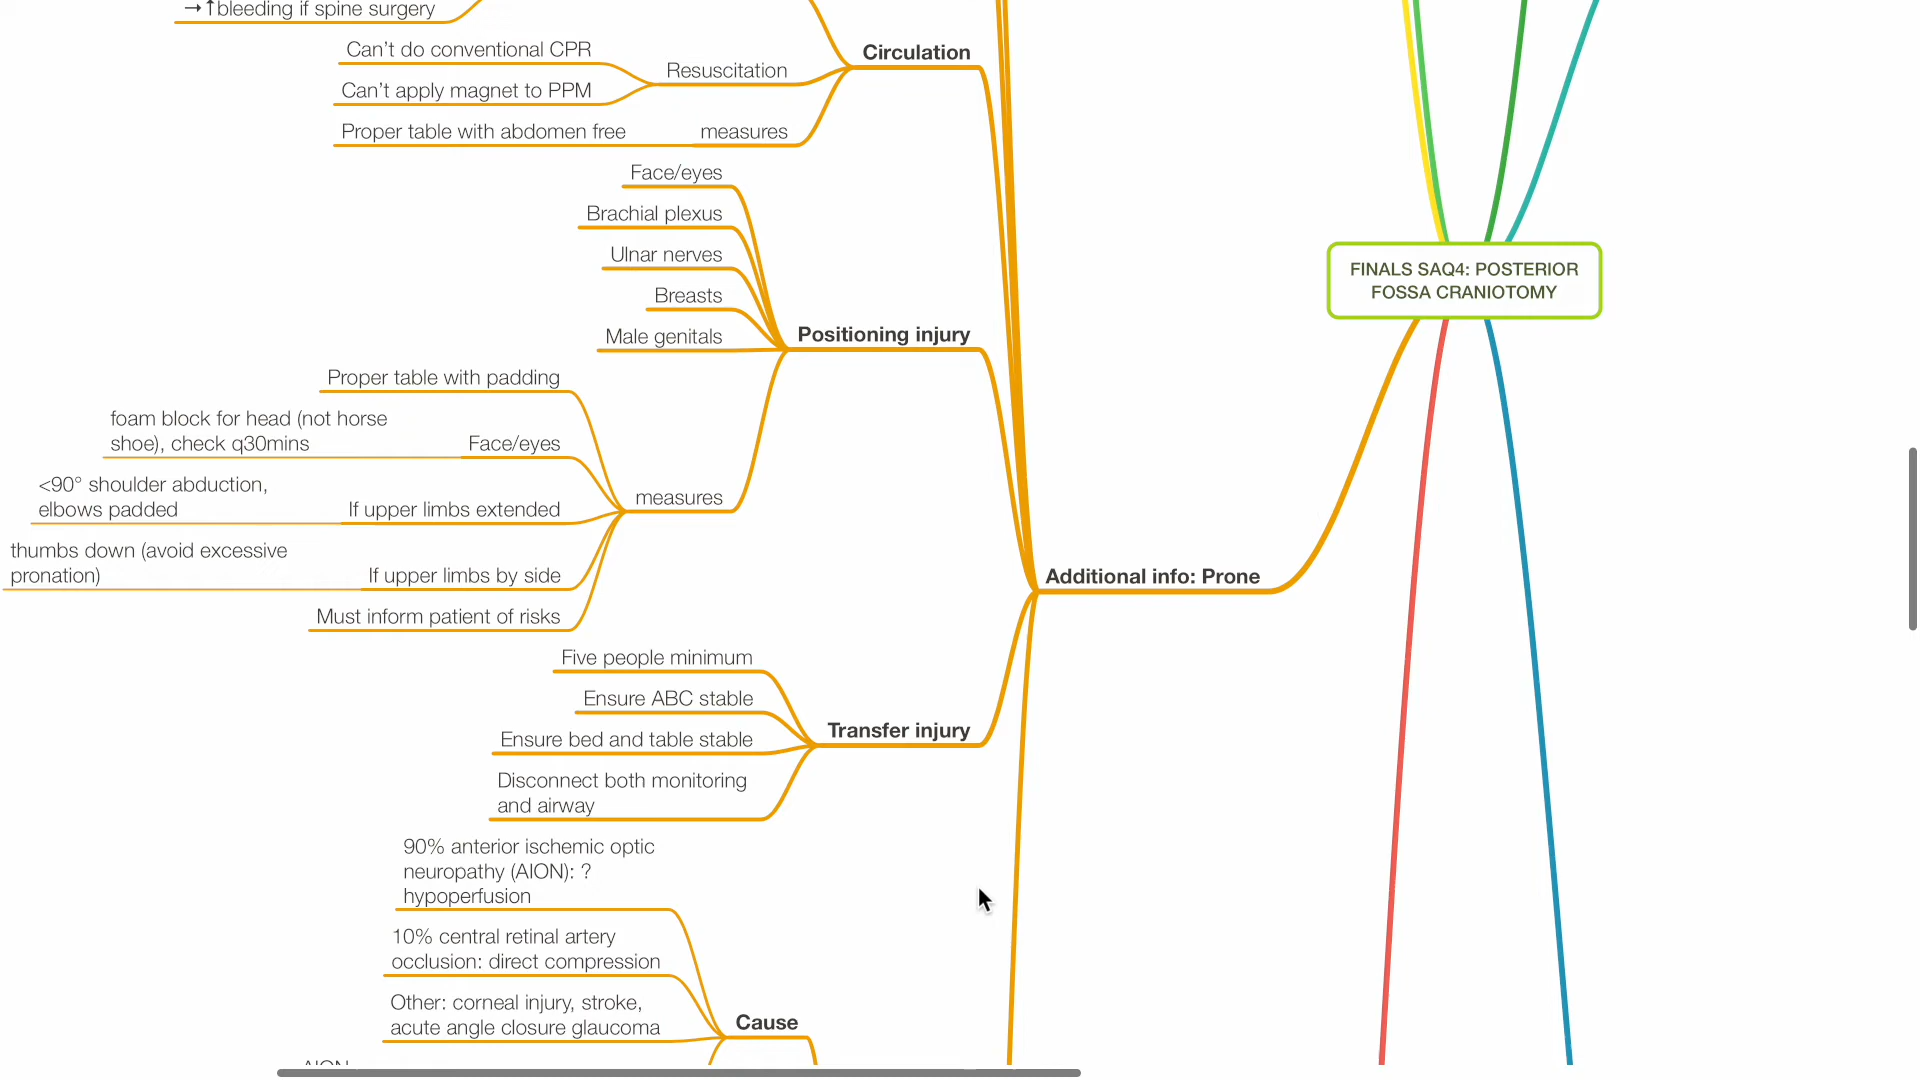 →↑bleeding if spine surgery
Circulation
Can't do conventional CPR
Resuscitation
Can't apply magnet to PPM
Proper table with abdomen free
measures
Face/eyes
Brachial plexus
Ulnar nerves
Breasts
Positioning injury
Male genitals
Proper table with padding
foam block for head (not horse
shoe), check q30mins
Face/eyes
<90° shoulder abduction,
elbows padded
If upper limbs extended
measures
thumbs down (avoid excessive
pronation)
If upper limbs by side
Must inform patient of risks
Five people minimum
Ensure ABC stable
Transfer injury
Ensure bed and table stable
Disconnect both monitoring
and airway
90% anterior ischemic optic
neuropathy (AION): ?
hypoperfusion
10% central retinal artery
occlusion: direct compression
Other: corneal injury, stroke,
acute angle closure glaucoma
Cause
AION
Additional info: Prone
FINALS SAQ4: POSTERIOR
FOSSA CRANIOTOMY